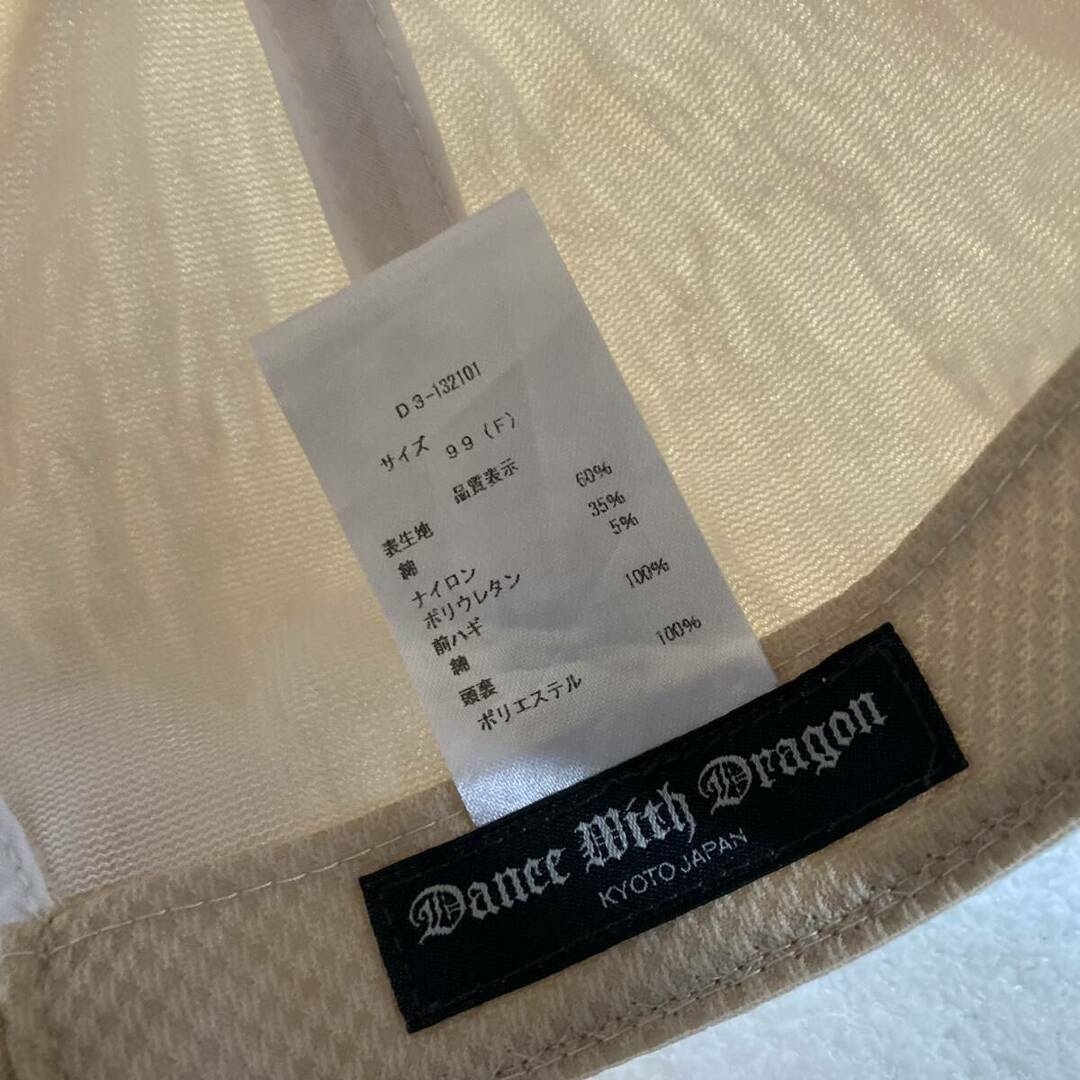 D3-132101
サイズ 99(F)
品質表示
表生地
綿 60%
ナイロン 35%
ポリウレタン 5%
前ハギ
綿 100%
頭裏
ポリエステル 100%
Dance With Dragon
KYOTO JAPAN